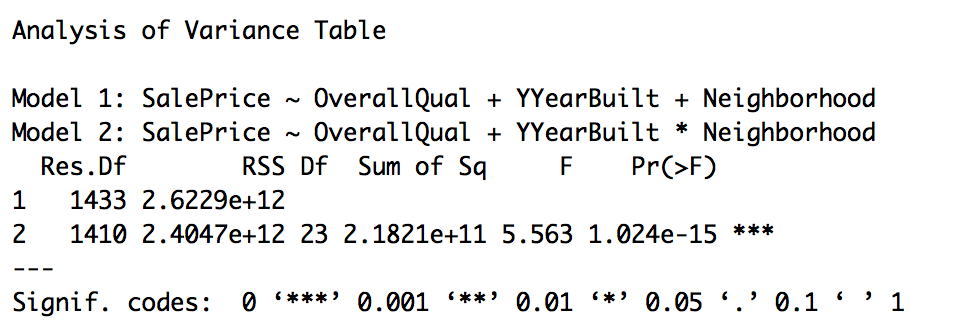 Analysis of Variance Table
Model 1: SalePrice ~ OverallQual + YYearBuilt + Neighborhood
Model 2: SalePrice ~ OverallQual + YYearBuilt * Neighborhood
  Res.Df        RSS Df  Sum of Sq     F    Pr(>F)
1   1433 2.6229e+12
2   1410 2.4047e+12 23 2.1821e+11 5.563 1.024e-15 ***
---
Signif. codes:  0 ‘***’ 0.001 ‘**’ 0.01 ‘*’ 0.05 ‘.’ 0.1 ‘ ’ 1